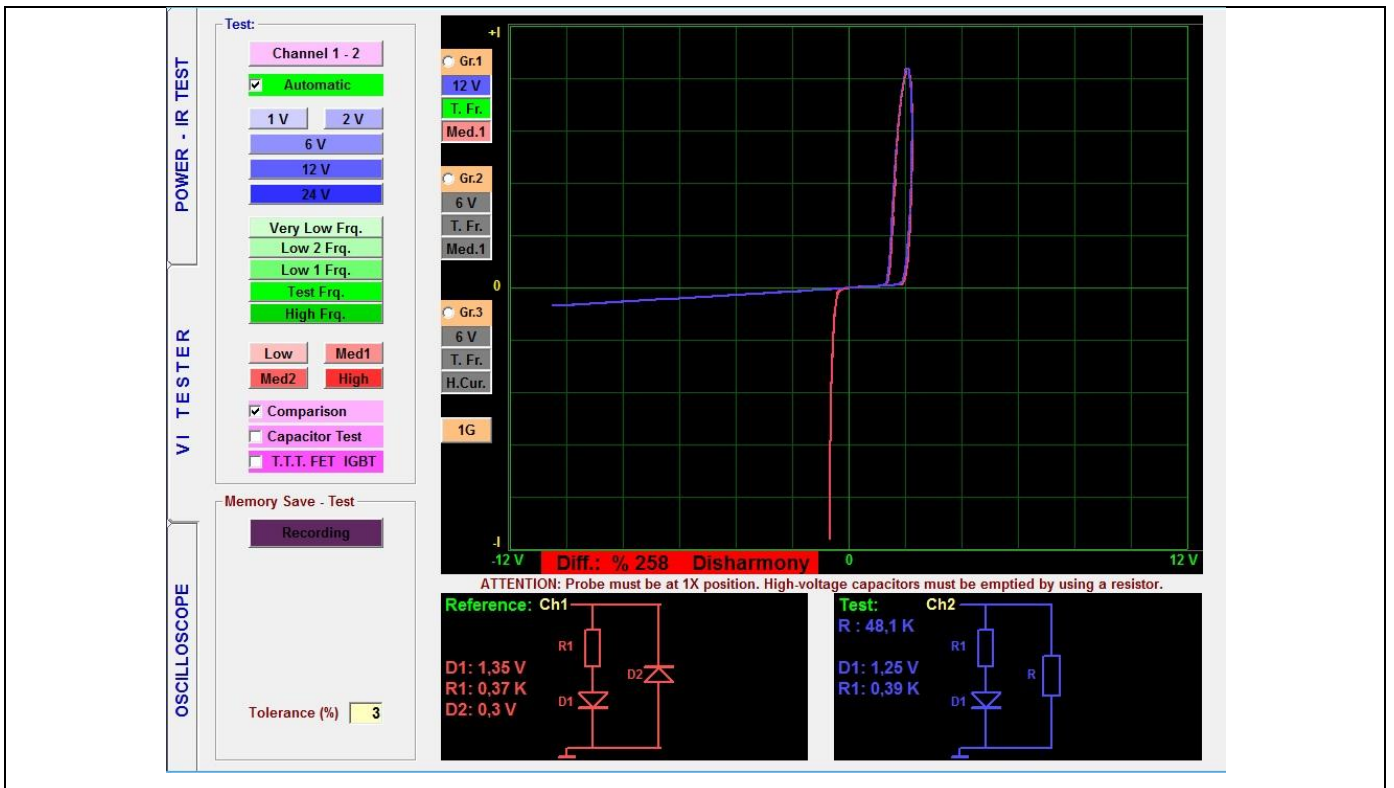 POWER - IR TEST
VI TESTER
OSCILLOSCOPE
Test:
Channel 1 - 2
Automatic
1 V
2 V
6 V
12 V
24 V
Very Low Frq.
Low 2 Frq.
Low 1 Frq.
Test Frq.
High Frq.
Low
Med1
Med2
High
Comparison
Capacitor Test
T.T.T. FET IGBT
Memory Save - Test
Recording
Tolerance (%) 3
+I
Gr.1
12 V
T. Fr.
Med.1
Gr.2
6 V
T. Fr.
Med.1
0
Gr.3
6 V
T. Fr.
H.Cur.
1G
-I
-12 V
Diff.: % 258 Disharmony
0
12 V
ATTENTION: Probe must be at 1X position. High-voltage capacitors must be emptied by using a resistor.
Reference: Ch1
R1
D1: 1,35 V
D2
R1: 0,37 K
D1
D2: 0,3 V
Test: Ch2
R : 48,1 K
R1
D1: 1,25 V
R
R1: 0,39 K
D1